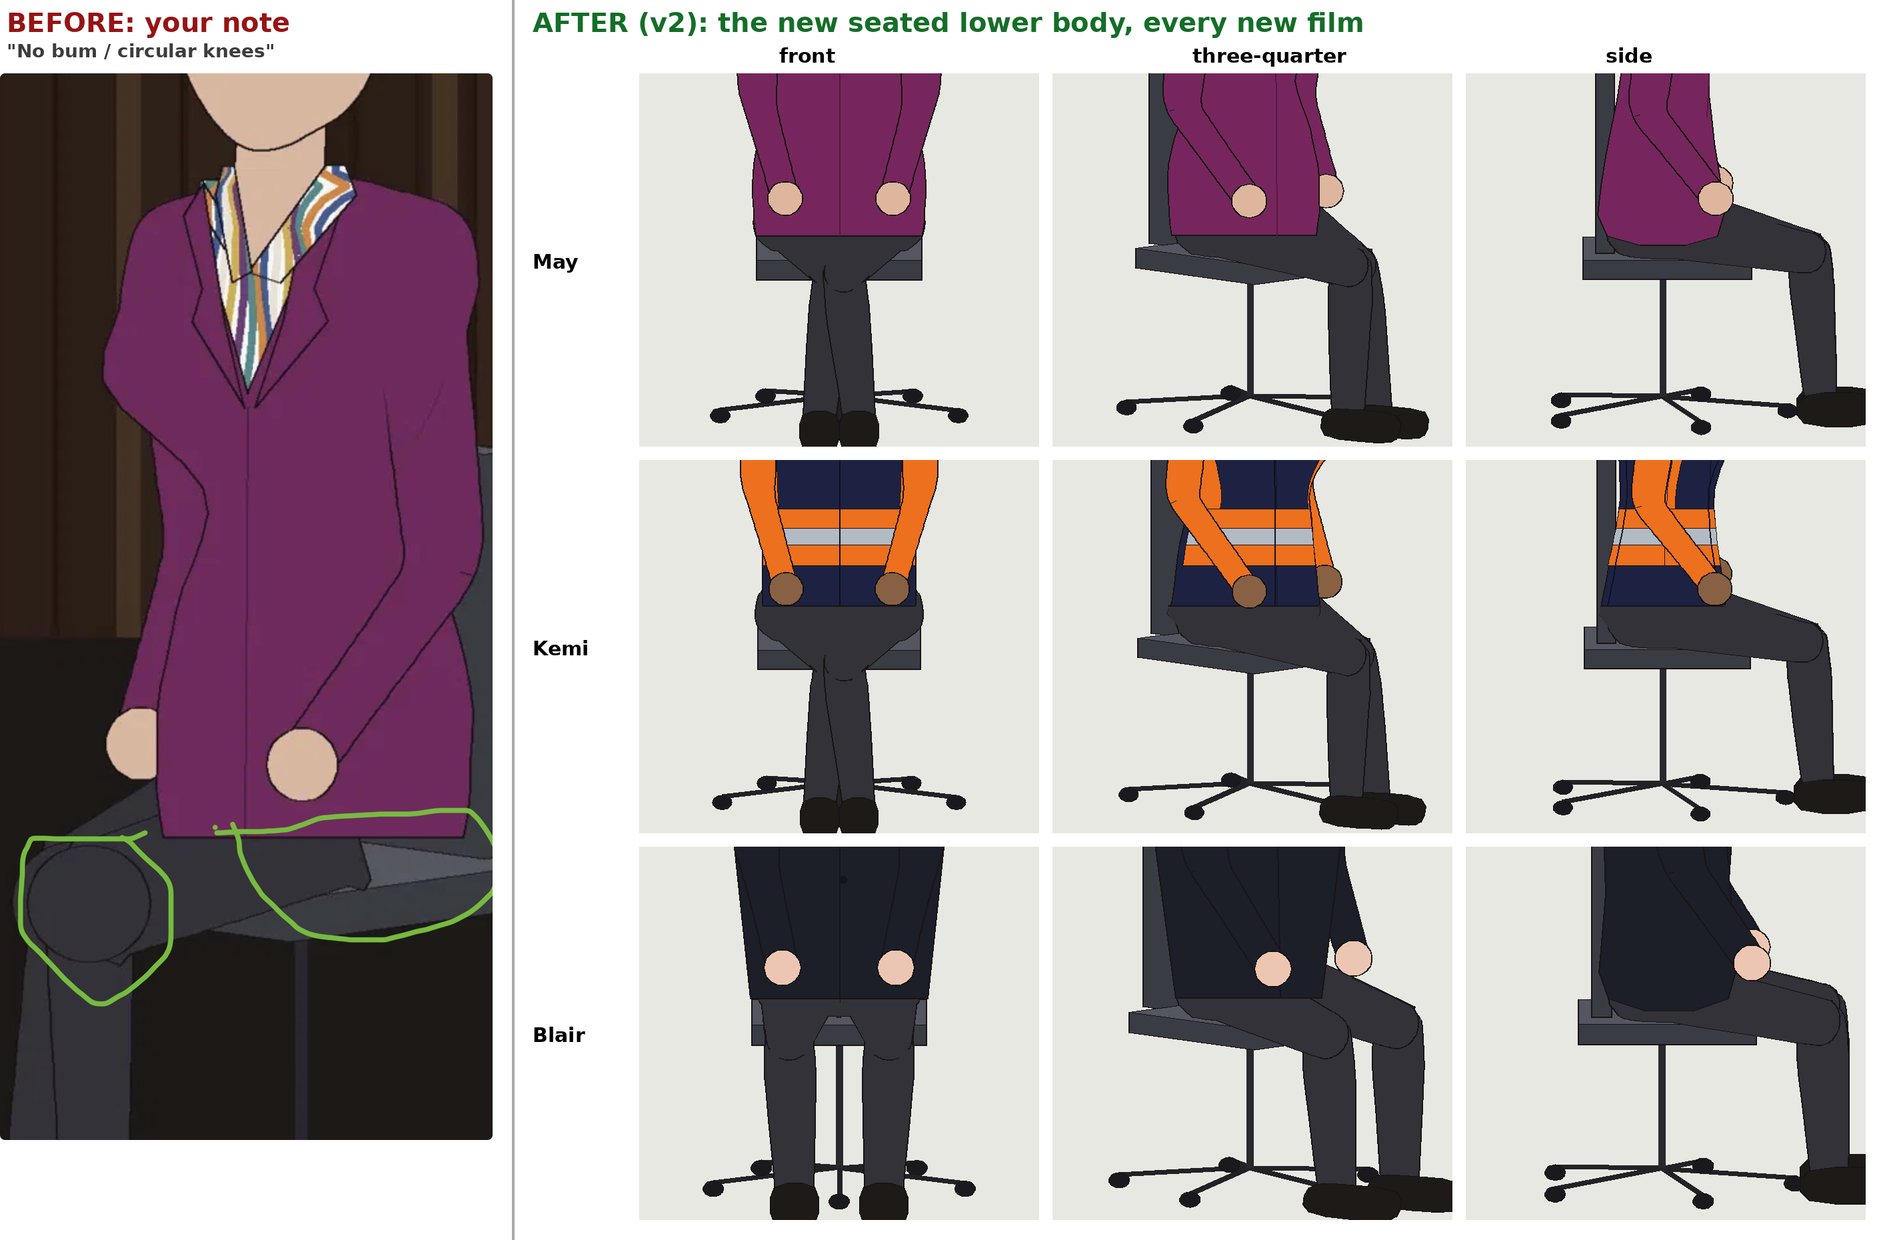 BEFORE: your note
"No bum / circular knees"
AFTER (v2): the new seated lower body, every new film
front three-quarter side
May
Kemi
Blair